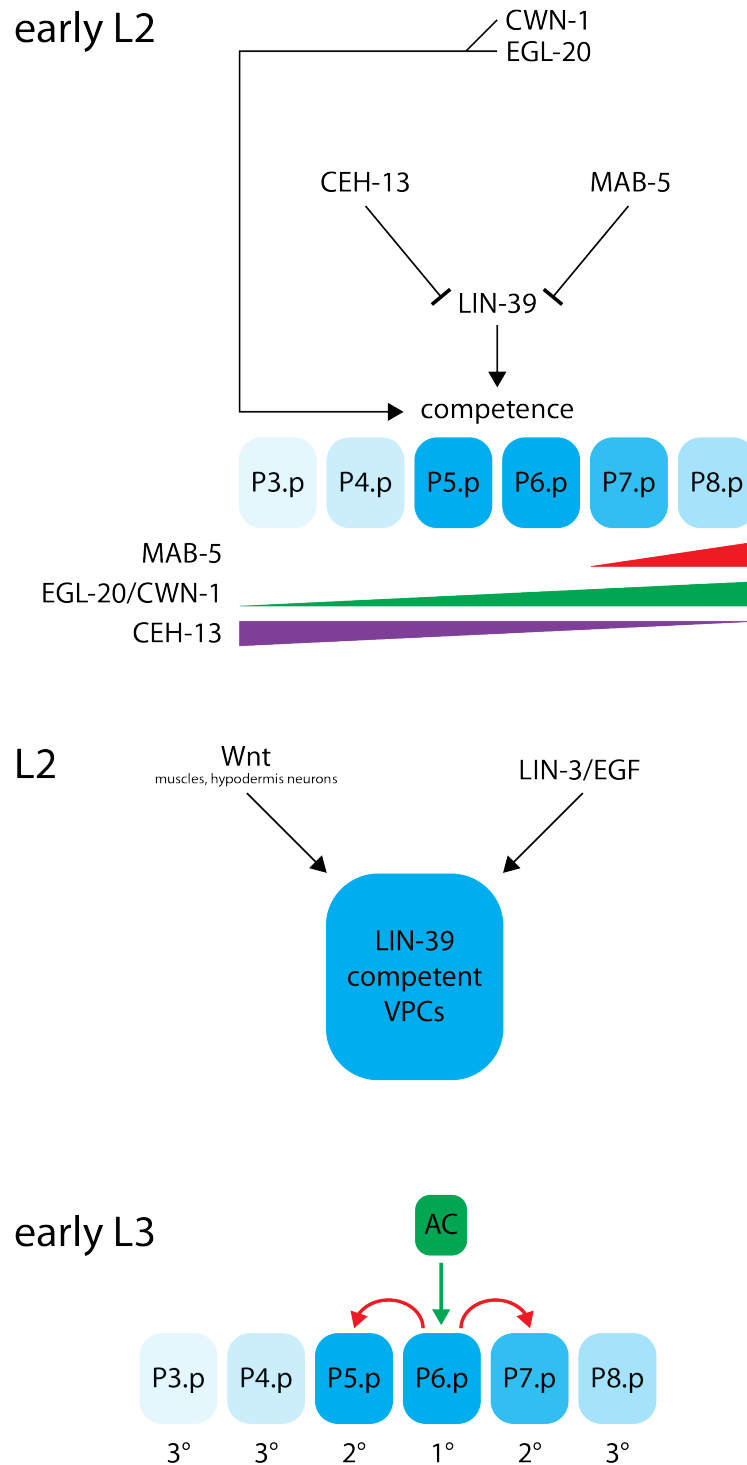 early L2
CWN-1
EGL-20
CEH-13
MAB-5
LIN-39
competence
P3.p P4.p P5.p P6.p P7.p P8.p
MAB-5
EGL-20/CWN-1
CEH-13
L2
Wnt
muscles, hypodermis neurons
LIN-3/EGF
LIN-39
competent
VPCs
early L3
AC
P3.p P4.p P5.p P6.p P7.p P8.p
3° 3° 2° 1° 2° 3°